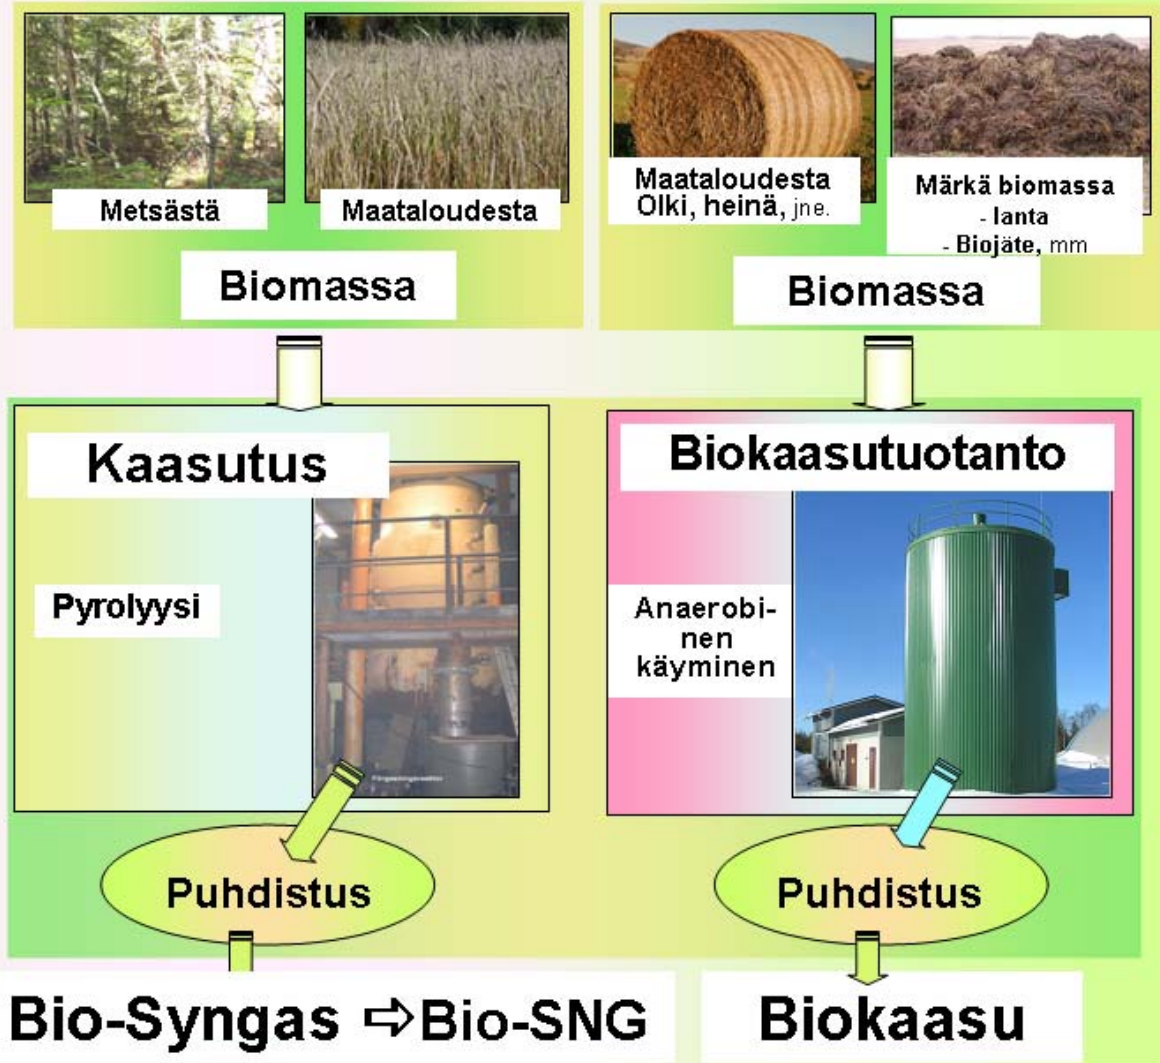 Metsästä
Maataloudesta
Biomassa
Maataloudesta
Olki, heinä, jne.
Märkä biomassa
- lanta
- Biojäte, mm
Biomassa
Kaasutus
Pyrolyysi
Puhdistus
Bio-Syngas ⇨ Bio-SNG
Biokaasutuotanto
Anaerobi-
nen
käyminen
Puhdistus
Biokaasu